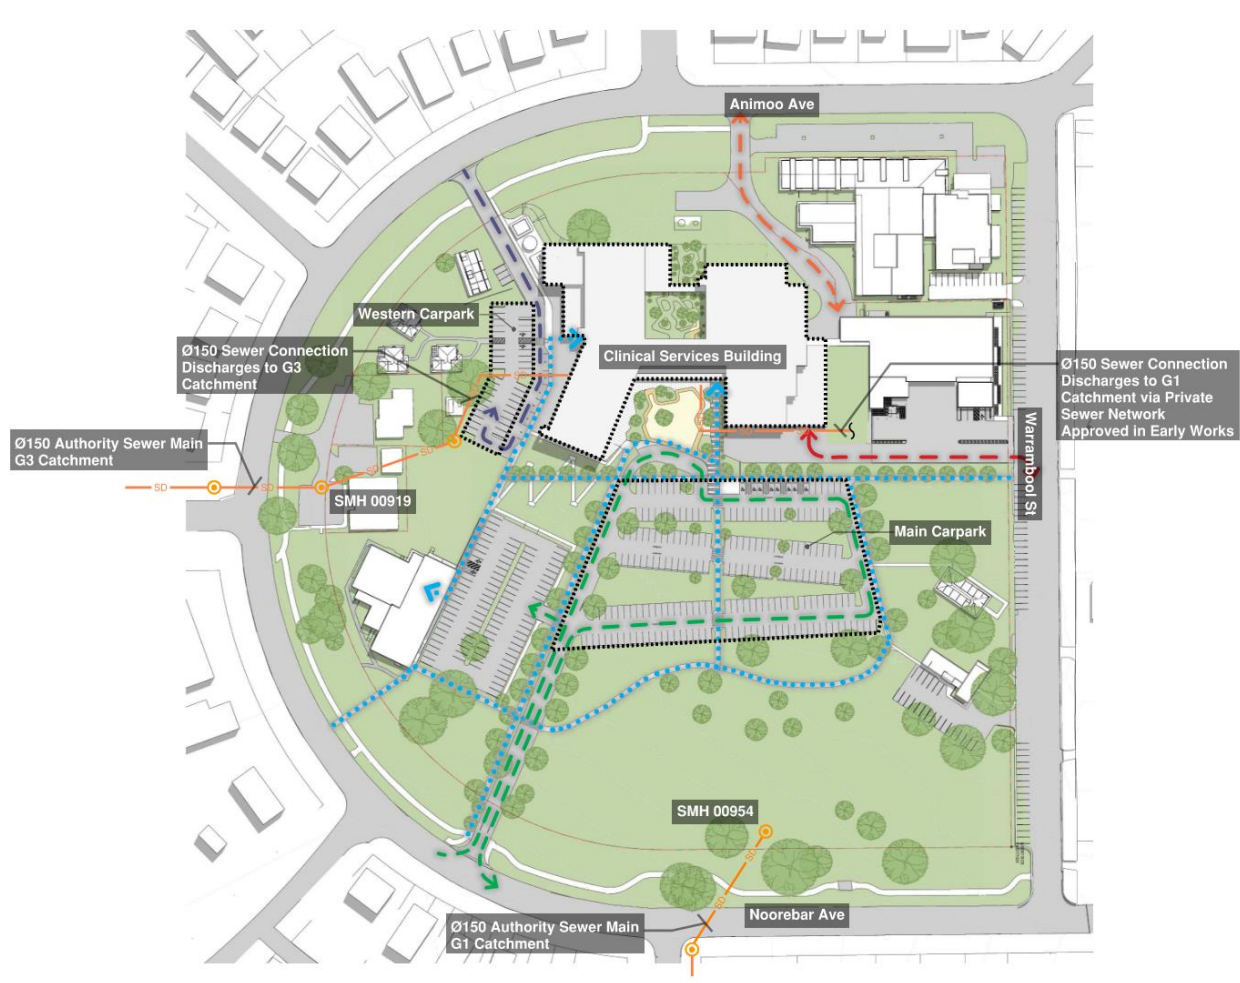 Animoo Ave
Western Carpark
Ø150 Sewer Connection
Discharges to G3
Catchment
Clinical Services Building
Ø150 Sewer Connection
Discharges to G1
Catchment via Private
Sewer Network
Approved in Early Works
SD
Ø150 Authority Sewer Main
G3 Catchment
Warrambool St
SD
SD
SD
SD
SMH 00919
Main Carpark
SMH 00954
SD
SD
Noorebar Ave
Ø150 Authority Sewer Main
G1 Catchment